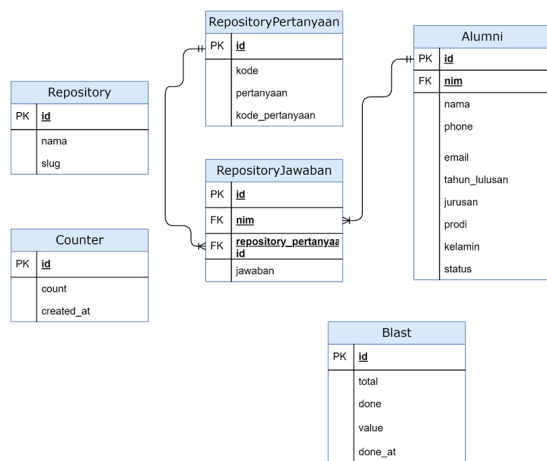 RepositoryPertanyaan
PK id
kode
pertanyaan
kode_pertanyaan
Alumni
PK id
FK nim
nama
phone
email
tahun_lulusan
jurusan
prodi
kelamin
status
Repository
PK id
nama
slug
RepositoryJawaban
PK id
FK nim
FK repository_pertanyaa
id
jawaban
Counter
PK id
count
created_at
Blast
PK id
total
done
value
done_at